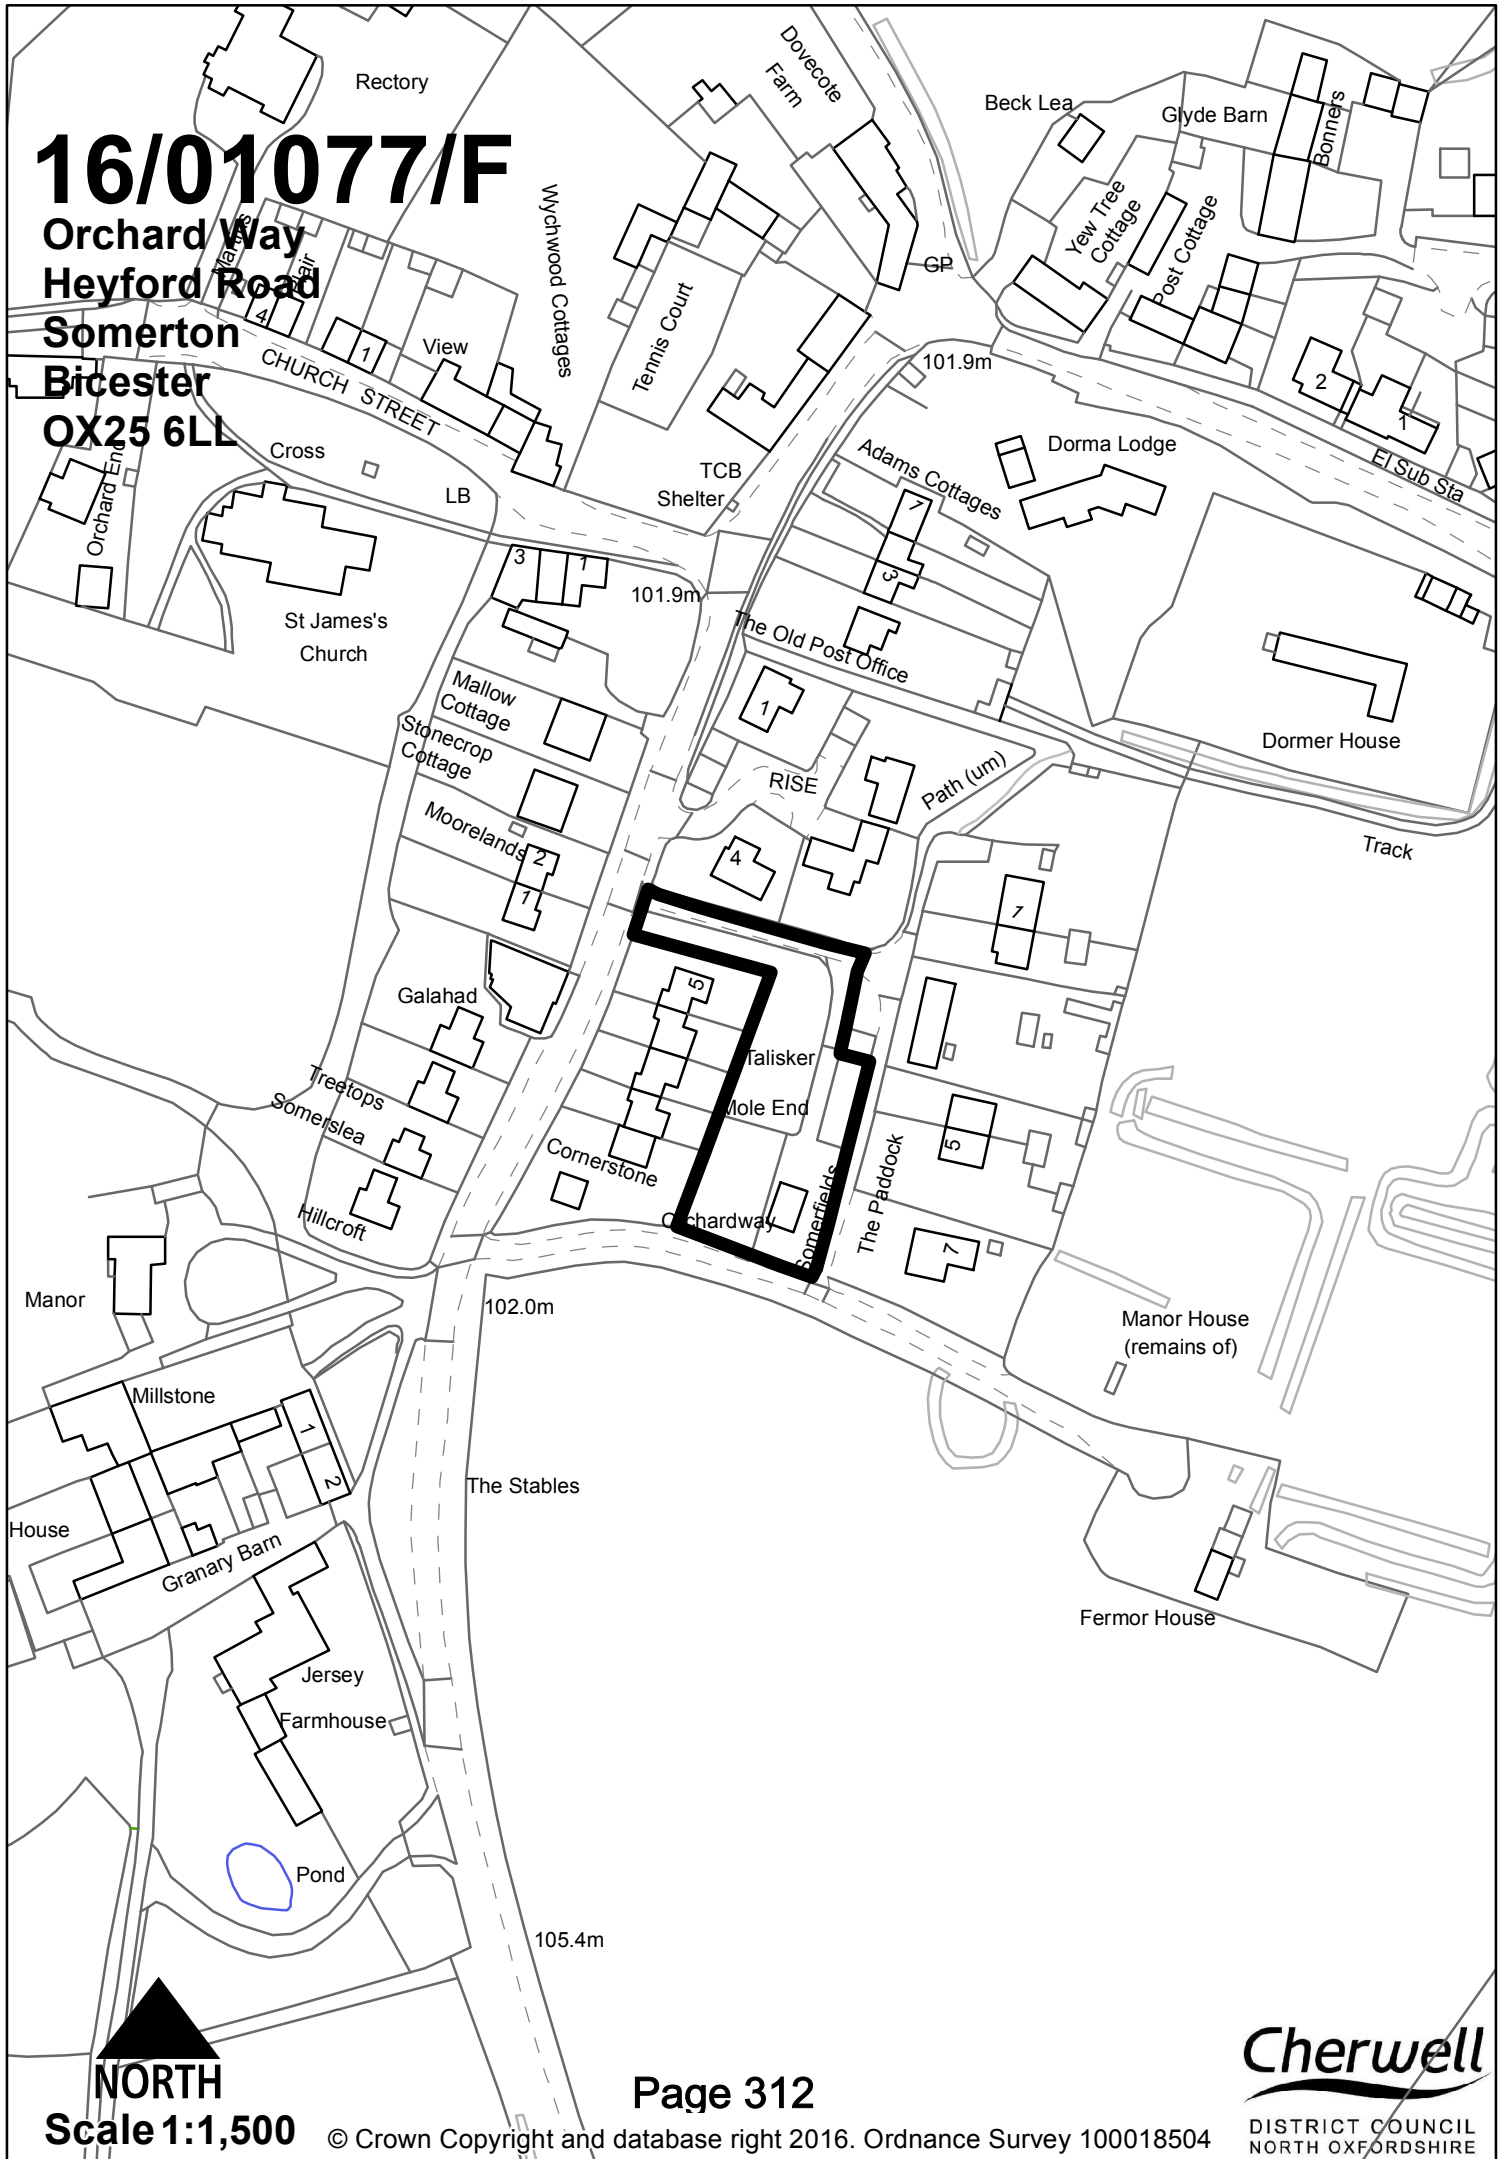 Rectory
Dovecote
Farm
Beck Lea
Glyde Barn
Bonners
16/01077/F
Orchard Way
Heyford Road
Somerton
Bicester
OX25 6LL
Wychwood Cottages
Yew Tree
Cottage
Post Cottage
GP
Tennis Court
4
1
View
CHURCH STREET
101.9m
2
1
El Sub Sta
Cross
LB
TCB
Shelter
Adams Cottages
Dorma Lodge
Orchard End
7
3
3
1
101.9m
St James's
Church
The Old Post Office
Mallow
Cottage
1
Stonecrop
Cottage
Dormer House
RISE
Path (um)
Moorelands
2
1
4
Track
1
Galahad
5
Talisker
Treetops
Mole End
Somerslea
Cornerstone
5
The Paddock
Somerfields
Hillcroft
Orchardway
7
Manor
102.0m
Manor House
(remains of)
Millstone
1
2
The Stables
House
Granary Barn
Fermor House
Jersey
Farmhouse
Pond
105.4m
NORTH
Scale 1:1,500
Page 312
© Crown Copyright and database right 2016. Ordnance Survey 100018504
Cherwell
DISTRICT COUNCIL
NORTH OXFORDSHIRE